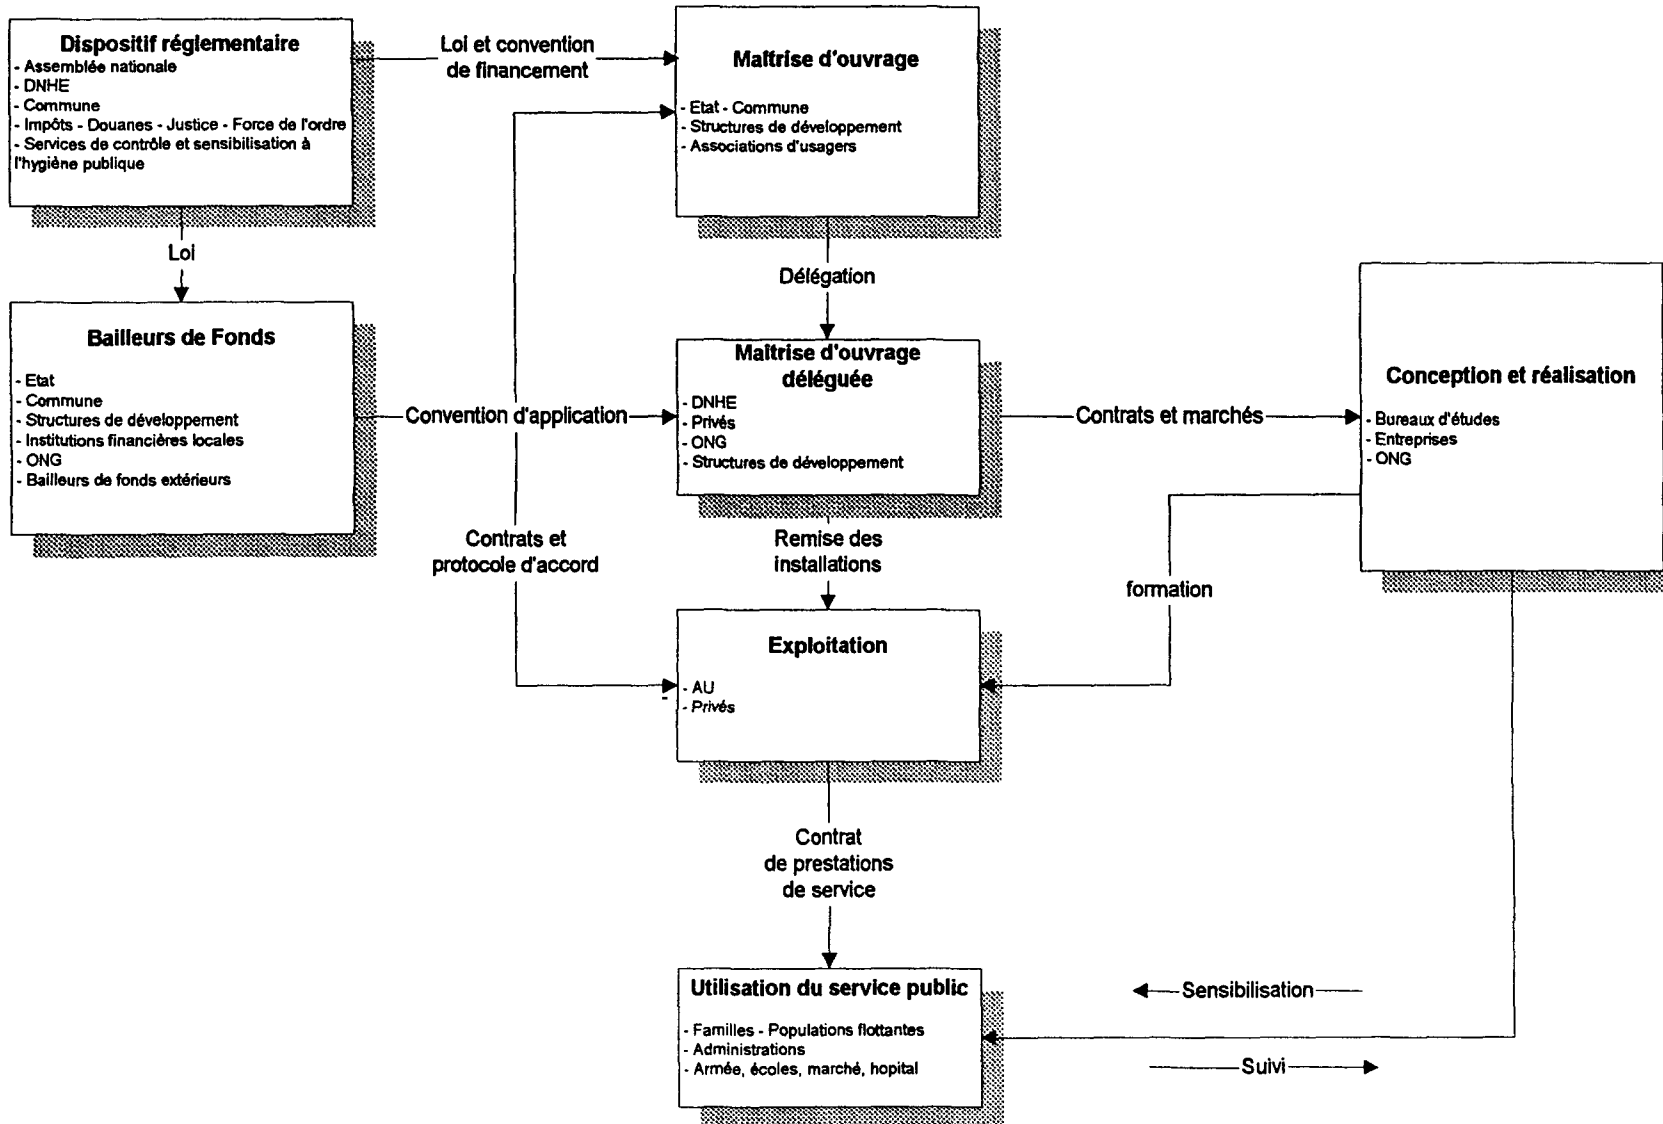 Dispositif réglementaire
- Assemblée nationale
- DNHE
- Commune
- Impôts - Douanes - Justice - Force de l'ordre
- Services de contrôle et sensibilisation à
l'hygiène publique
Loi et convention
de financement
Maîtrise d'ouvrage
- Etat - Commune
- Structures de développement
- Associations d'usagers
Loi
Délégation
Bailleurs de Fonds
- Etat
- Commune
- Structures de développement
- Institutions financières locales
- ONG
- Bailleurs de fonds extérieurs
Convention d'application
Maîtrise d'ouvrage
déléguée
- DNHE
- Privés
- ONG
- Structures de développement
Contrats et marchés
Conception et réalisation
- Bureaux d'études
- Entreprises
- ONG
Contrats et
protocole d'accord
Remise des
installations
formation
Exploitation
- AU
- Privés
Contrat
de prestations
de service
Utilisation du service public
- Familles - Populations flottantes
- Administrations
- Armée, écoles, marché, hopital
Sensibilisation
Suivi